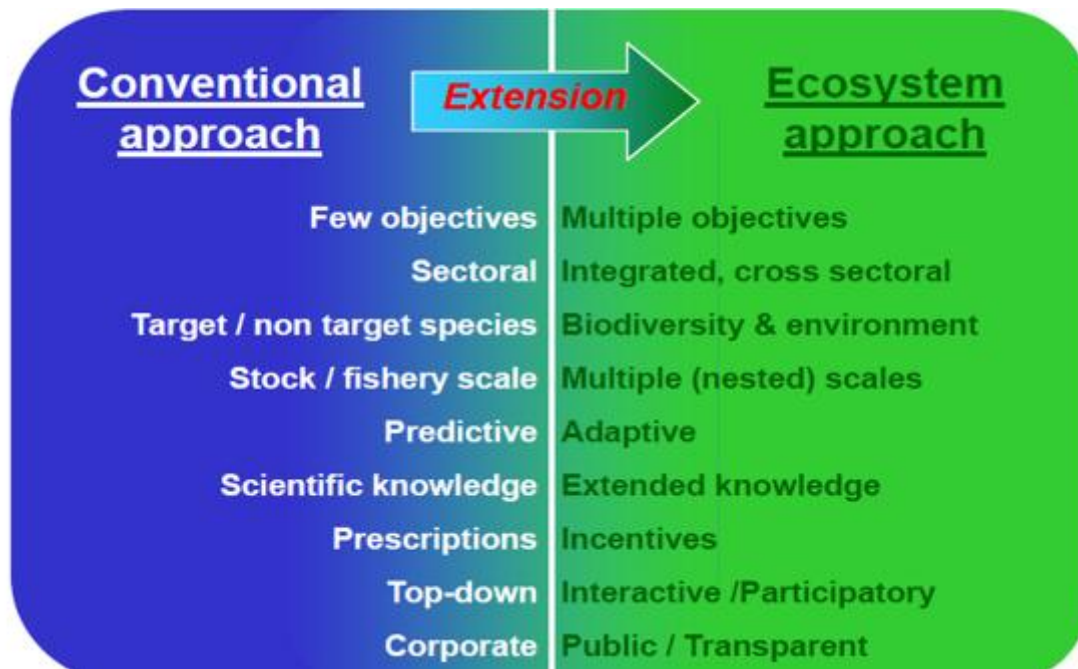 Conventional
approach
Extension
Ecosystem
approach
Few objectives Multiple objectives
Sectoral Integrated, cross sectoral
Target / non target species Biodiversity & environment
Stock / fishery scale Multiple (nested) scales
Predictive Adaptive
Scientific knowledge Extended knowledge
Prescriptions Incentives
Top-down Interactive /Participatory
Corporate Public / Transparent